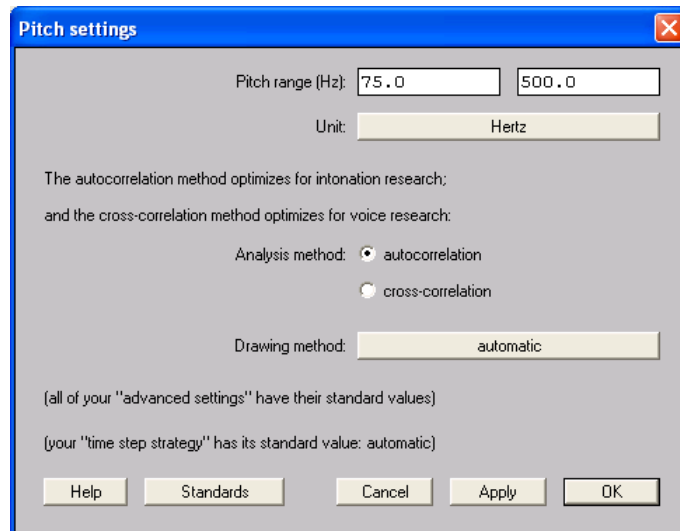 Pitch settings
Pitch range (Hz): 75.0 500.0
Unit: Hertz
The autocorrelation method optimizes for intonation research;
and the cross-correlation method optimizes for voice research:
Analysis method: autocorrelation
cross-correlation
Drawing method: automatic
(all of your "advanced settings" have their standard values)
(your "time step strategy" has its standard value: automatic)
Help Standards Cancel Apply OK